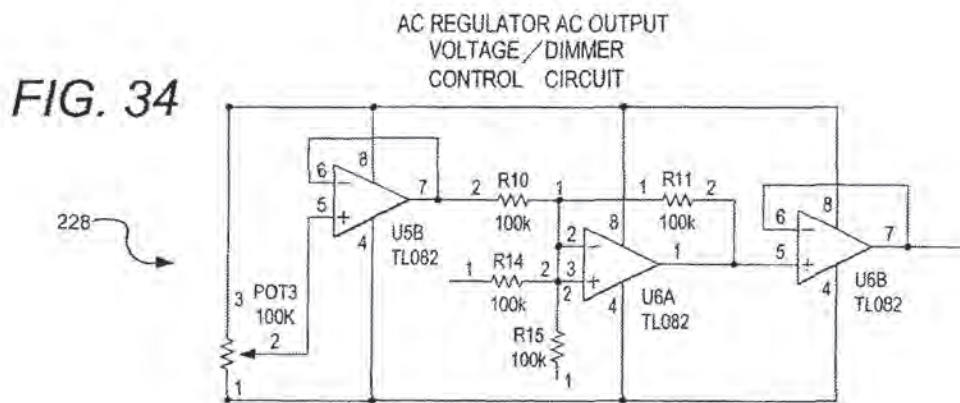 AC REGULATOR AC OUTPUT
VOLTAGE/DIMMER
CONTROL CIRCUIT
FIG. 34
228
3
POT3
100K
2
1
6
5
8
7
4
U5B
TL082
2
R10
1
100k
1
R11
2
100k
1
R14
2
100k
2
3
2
8
1
4
U6A
TL082
R15
100k
1
6
5
8
7
4
U6B
TL082